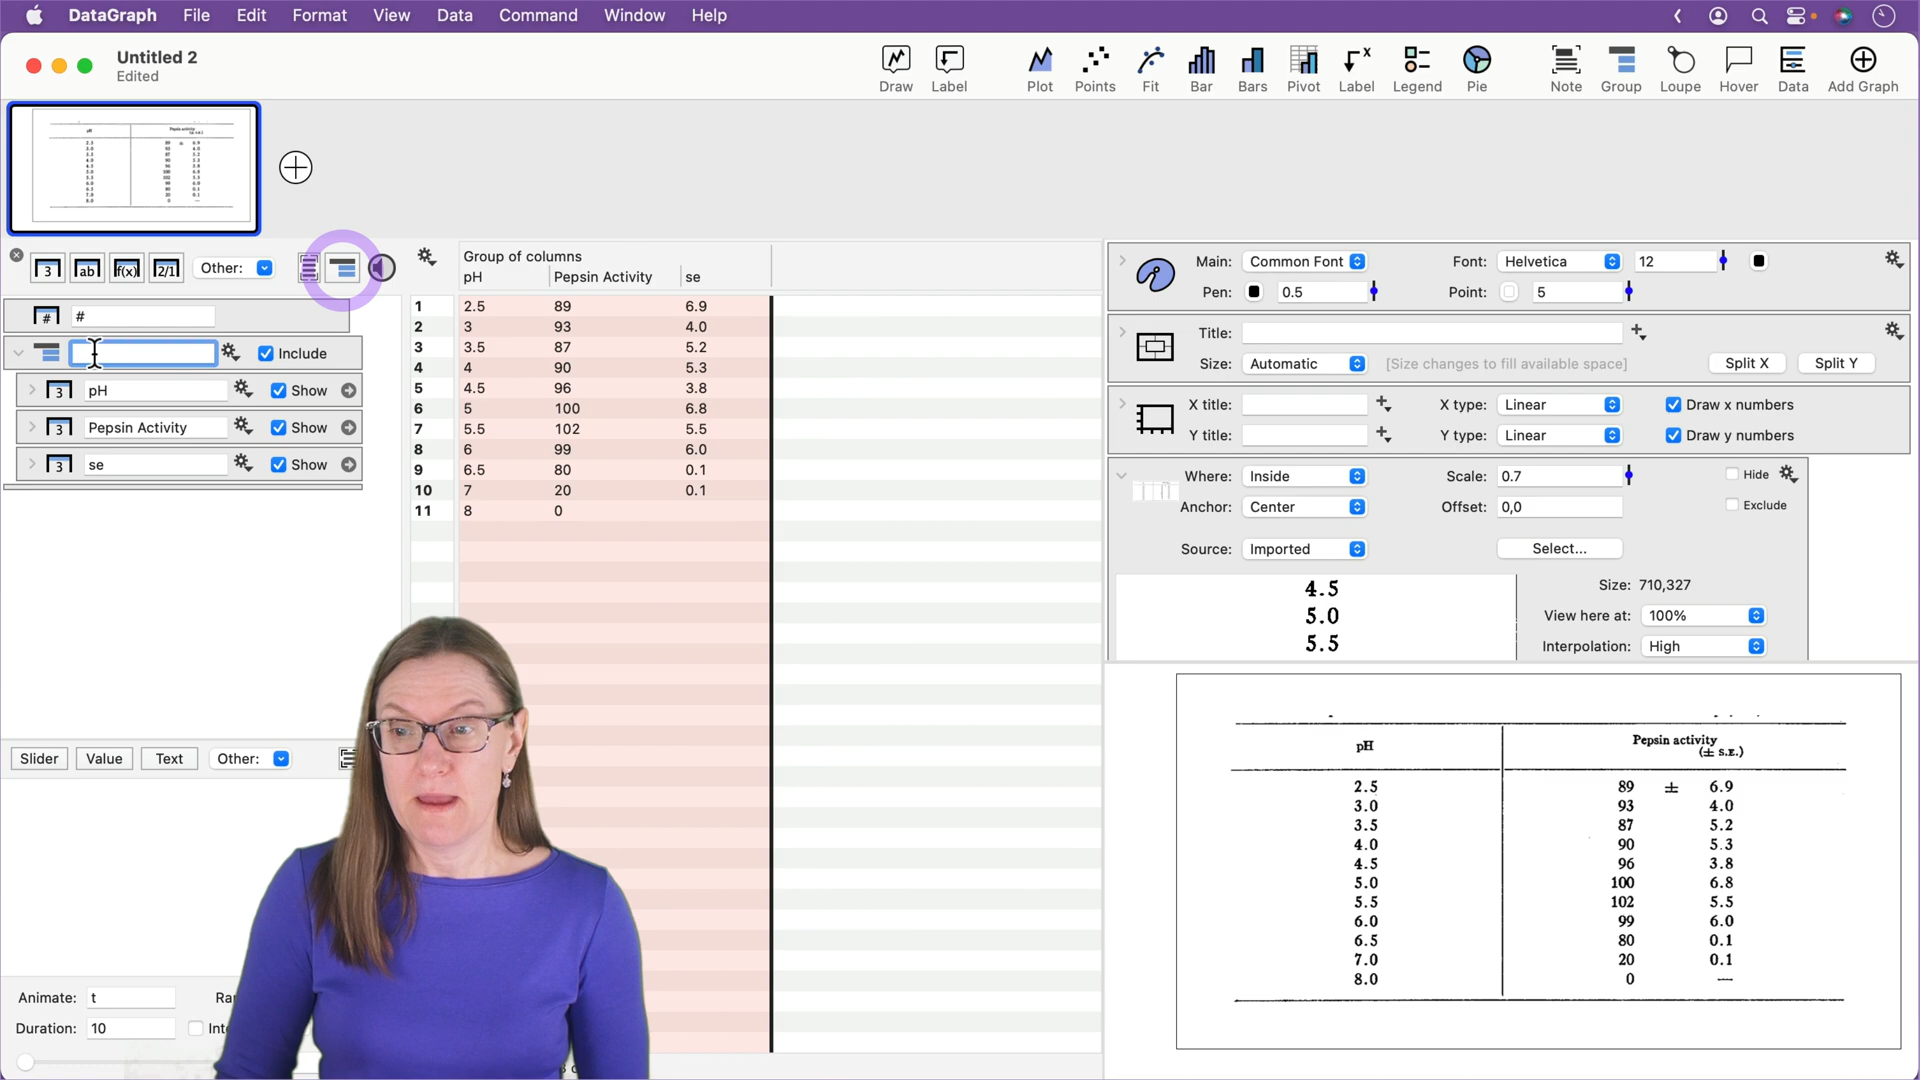 DataGraph File Edit Format View Data Command Window Help
Untitled 2
Edited
Draw Label Plot Points Fit Bar Bars Pivot Label Legend Pie Note Group Loupe Hover Data Add Graph
3 ab f(x) 2/1 Other:
# #
Include
3 pH Show
3 Pepsin Activity Show
3 se Show
Group of columns
pH Pepsin Activity se
1 2.5 89 6.9
2 3 93 4.0
3 3.5 87 5.2
4 4 90 5.3
5 4.5 96 3.8
6 5 100 6.8
7 5.5 102 5.5
8 6 99 6.0
9 6.5 80 0.1
10 7 20 0.1
11 8 0
Slider Value Text Other:
Animate: t
Duration: 10
Main: Common Font Font: Helvetica 12
Pen: 0.5 Point: 5
Title:
Size: Automatic [Size changes to fill available space] Split X Split Y
X title: X type: Linear Draw x numbers
Y title: Y type: Linear Draw y numbers
Where: Inside Scale: 0.7 Hide
Anchor: Center Offset: 0,0 Exclude
Source: Imported Select...
4.5
5.0
5.5
Size: 710,327
View here at: 100%
Interpolation: High
pH Pepsin activity
(± S.E.)
2.5 89 ± 6.9
3.0 93 4.0
3.5 87 5.2
4.0 90 5.3
4.5 96 3.8
5.0 100 6.8
5.5 102 5.5
6.0 99 6.0
6.5 80 0.1
7.0 20 0.1
8.0 0 —